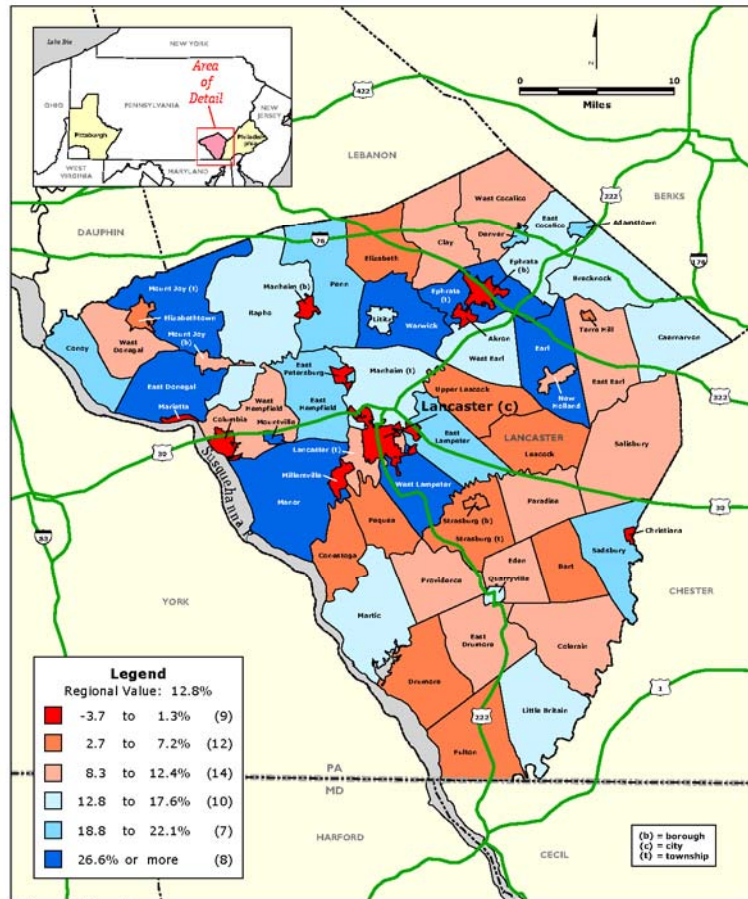 Lake Erie
NEW YORK
Area
of
Detail
OHIO
PENNSYLVANIA
NEW
JERSEY
Pittsburgh
WEST
VIRGINIA
MARYLAND
N
0
10
Miles
422
LEBANON
222
BERKS
DAUPHIN
76
176
West Cocalico
East
Cocalico
Adamstown
Denver
Clay
Elizabeth
Ephrata
(b)
Brecknock
Mount Joy (t)
Manheim (b)
Penn
Ephrata
(t)
Elizabethtown
Rapho
Lititz
Warwick
Akron
Terre Hill
Caernarvon
Mount Joy
(b)
Conoy
West
Donegal
West Earl
Earl
Manheim (t)
East
Petersburg
East Donegal
New
Holland
East Earl
322
Upper Leacock
Marietta
West
Hempfield
East
Hempfield
Lancaster (c)
Columbia
Mountville
LANCASTER
Salisbury
30
Lancaster (t)
East
Lampeter
Leacock
Susquehanna R
Millersville
West Lampeter
Manor
Paradise
30
Strasburg (b)
Pequea
Strasburg (t)
Christiana
83
Conestoga
Sadsbury
Eden
Bart
Quarryville
Providence
CHESTER
YORK
Martic
East
Drumore
Colerain
1
Drumore
Little Britain
222
Fulton
Legend
Regional Value: 12.8%
-3.7 to 1.3% (9)
2.7 to 7.2% (12)
8.3 to 12.4% (14)
12.8 to 17.6% (10)
18.8 to 22.1% (7)
26.6% or more (8)
PA
MD
HARFORD
CECIL
(b) = borough
(c) = city
(t) = township